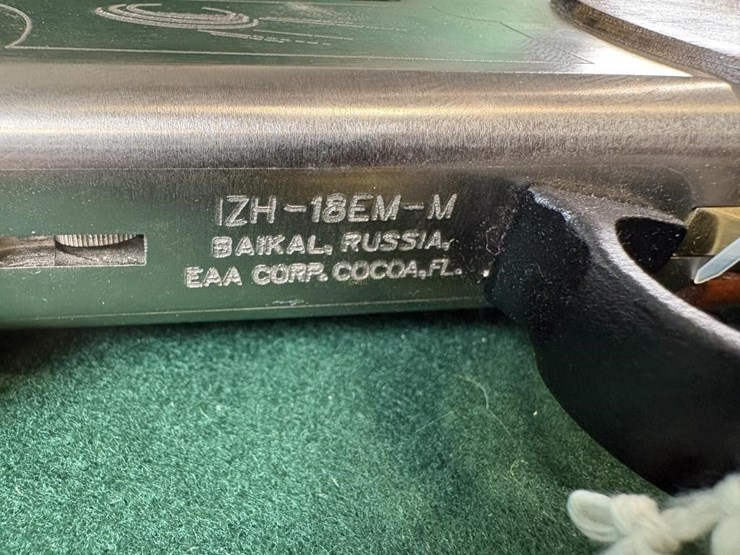 IZH-18EM-M
BAIKAL, RUSSIA,
EAA CORP. COCOA, FL.